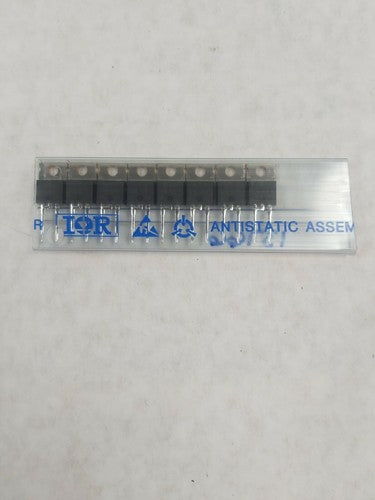 R IOR ANTISTATIC ASSEM